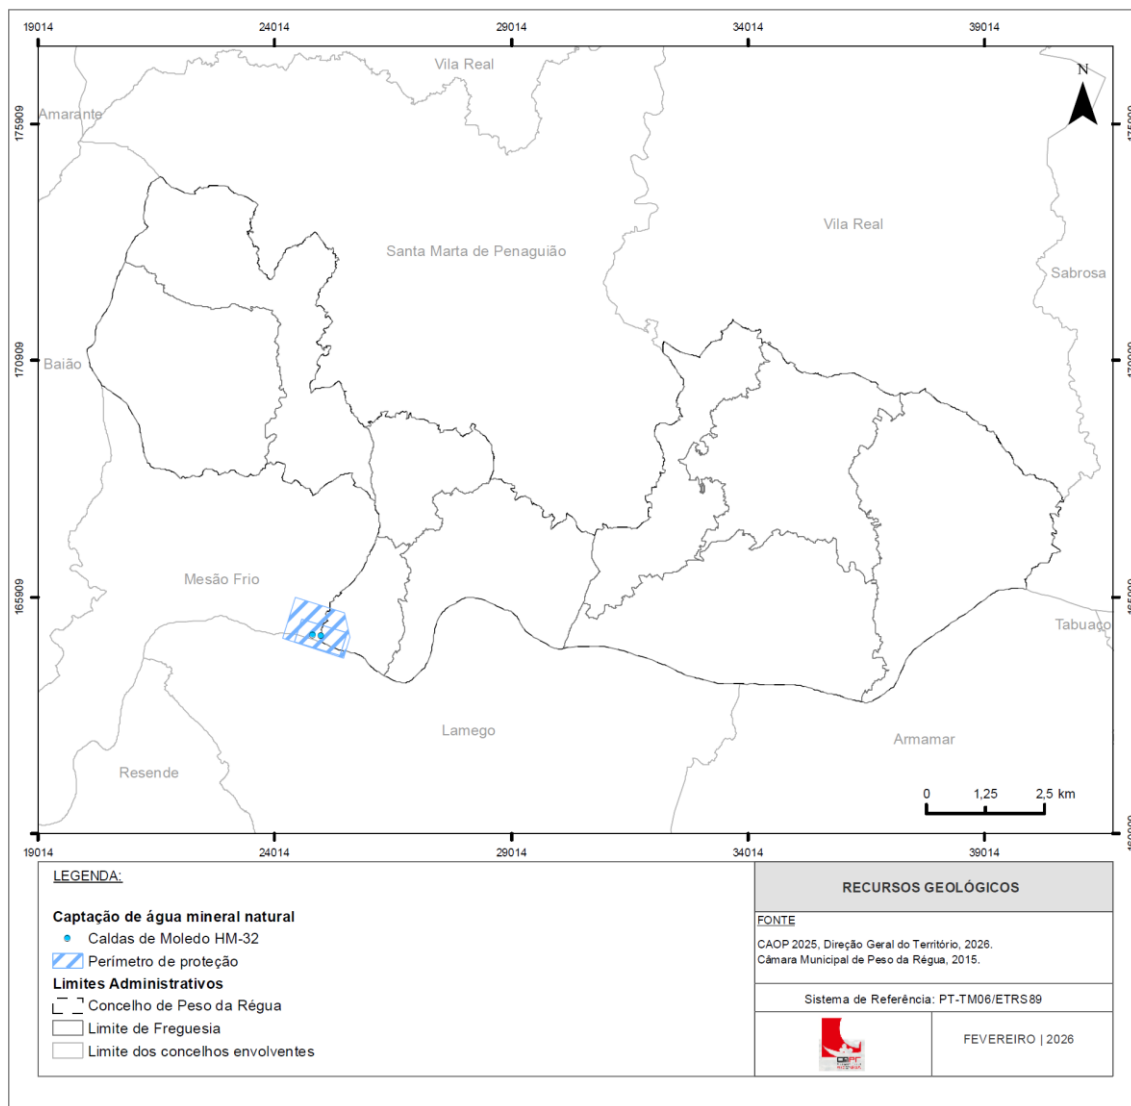 19014 24014 29014 34014 39014
Vila Real
N
Amarante
175909
175909
Vila Real
Santa Marta de Penaguião
Sabrosa
170909
170909
Baião
Mesão Frio
165909
165909
Tabuaço
Lamego
Armamar
Resende
0 1,25 2,5 km
160909
19014 24014 29014 34014 39014
LEGENDA:
Captação de água mineral natural
Caldas de Moledo HM-32
Perímetro de proteção
Limites Administrativos
Concelho de Peso da Régua
Limite de Freguesia
Limite dos concelhos envolventes
RECURSOS GEOLÓGICOS
FONTE
CAOP 2025, Direção Geral do Território, 2026.
Câmara Municipal de Peso da Régua, 2015.
Sistema de Referência: PT-TM06/ETRS89
FEVEREIRO | 2026